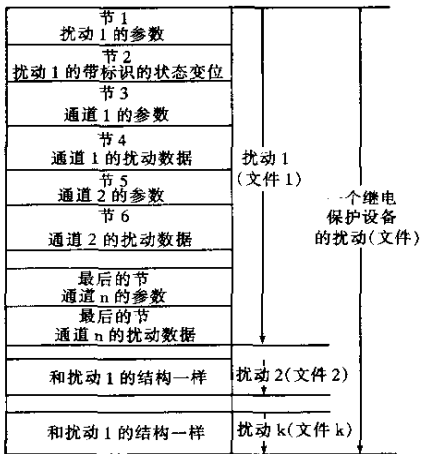 节1
扰动1的参数
节2
扰动1的带标识的状态变位
节3
通道1的参数
节4
通道1的扰动数据
节5
通道2的参数
节6
通道2的扰动数据
最后的节
通道n的参数
最后的节
通道n的扰动数据
和扰动1的结构一样
和扰动1的结构一样
扰动1
(文件1)
扰动2(文件2)
扰动k(文件k)
一个继电
保护设备
的扰动(文件)